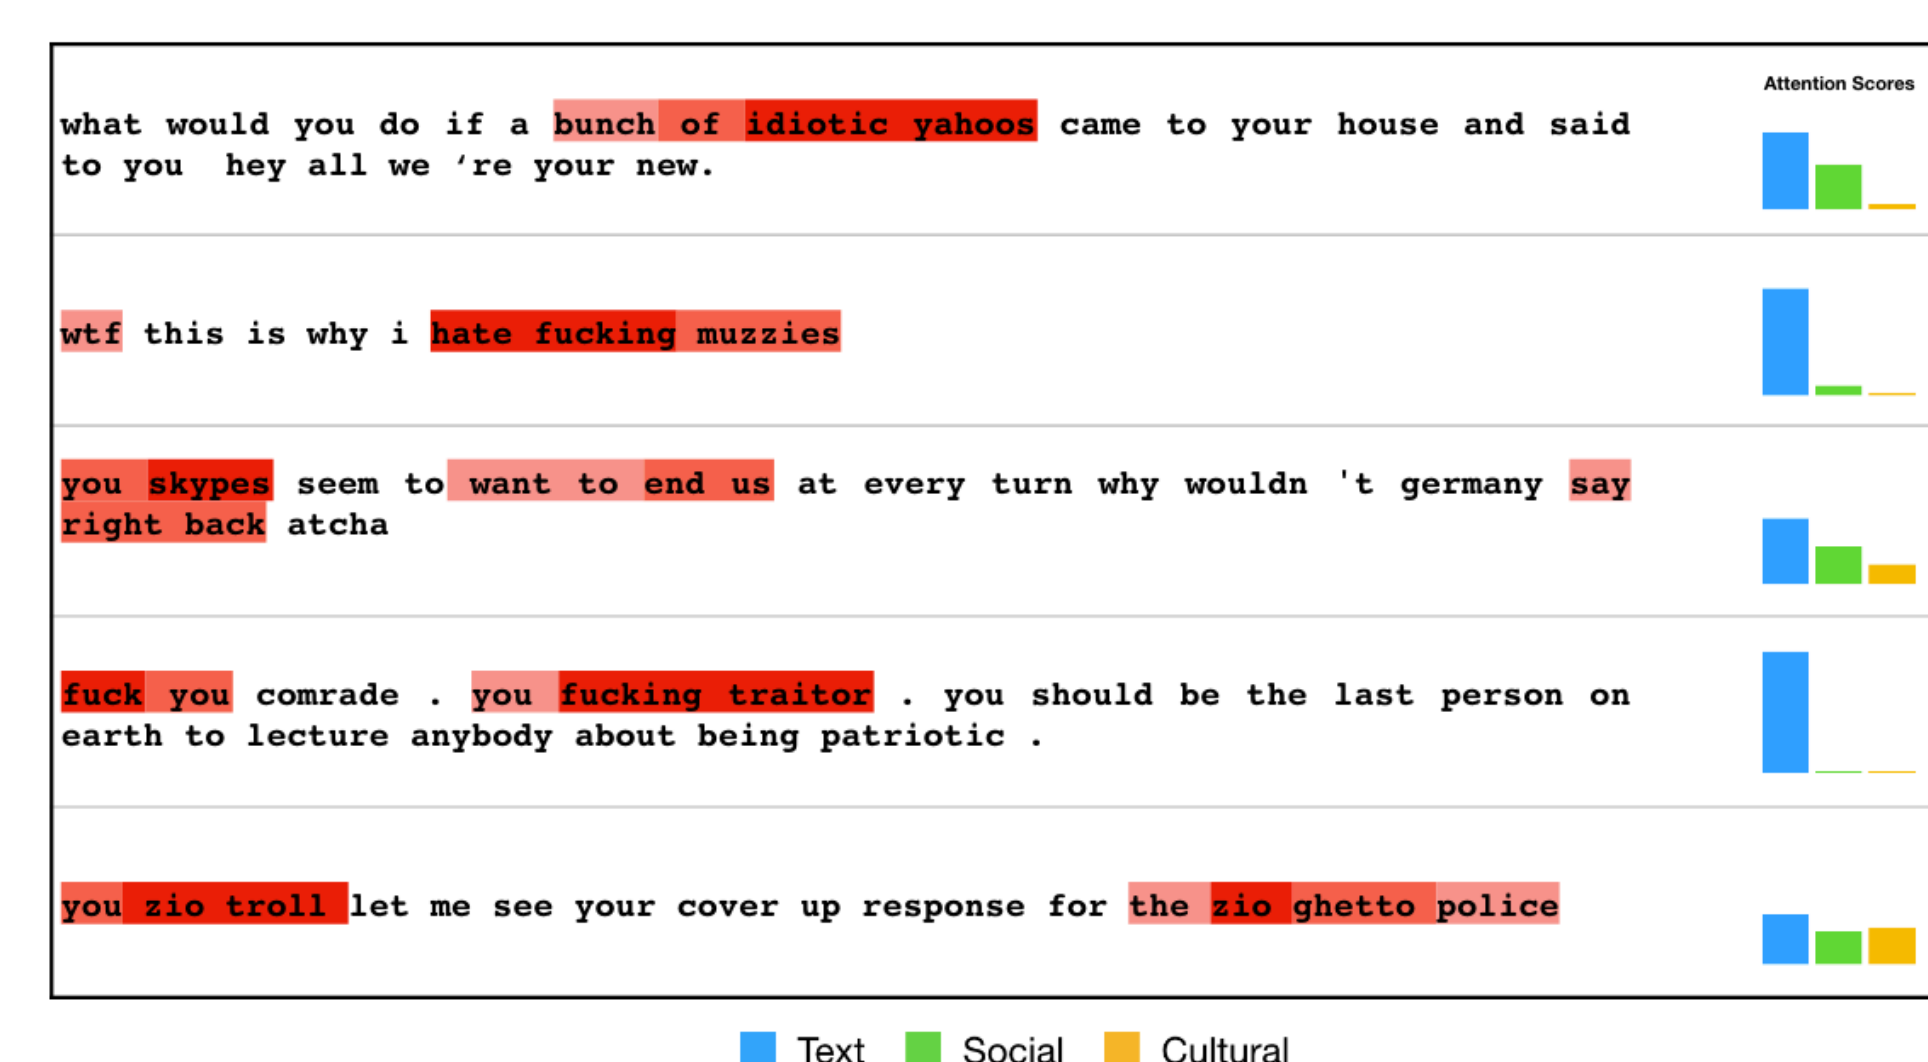 Attention Scores
what would you do if a bunch of idiotic yahoos came to your house and said
to you hey all we ‘re your new.
wtf this is why i hate fucking muzzies
you skypes seem to want to end us at every turn why wouldn 't germany say
right back atcha
fuck you comrade . you fucking traitor . you should be the last person on
earth to lecture anybody about being patriotic .
you zio troll let me see your cover up response for the zio ghetto police
Text Social Cultural